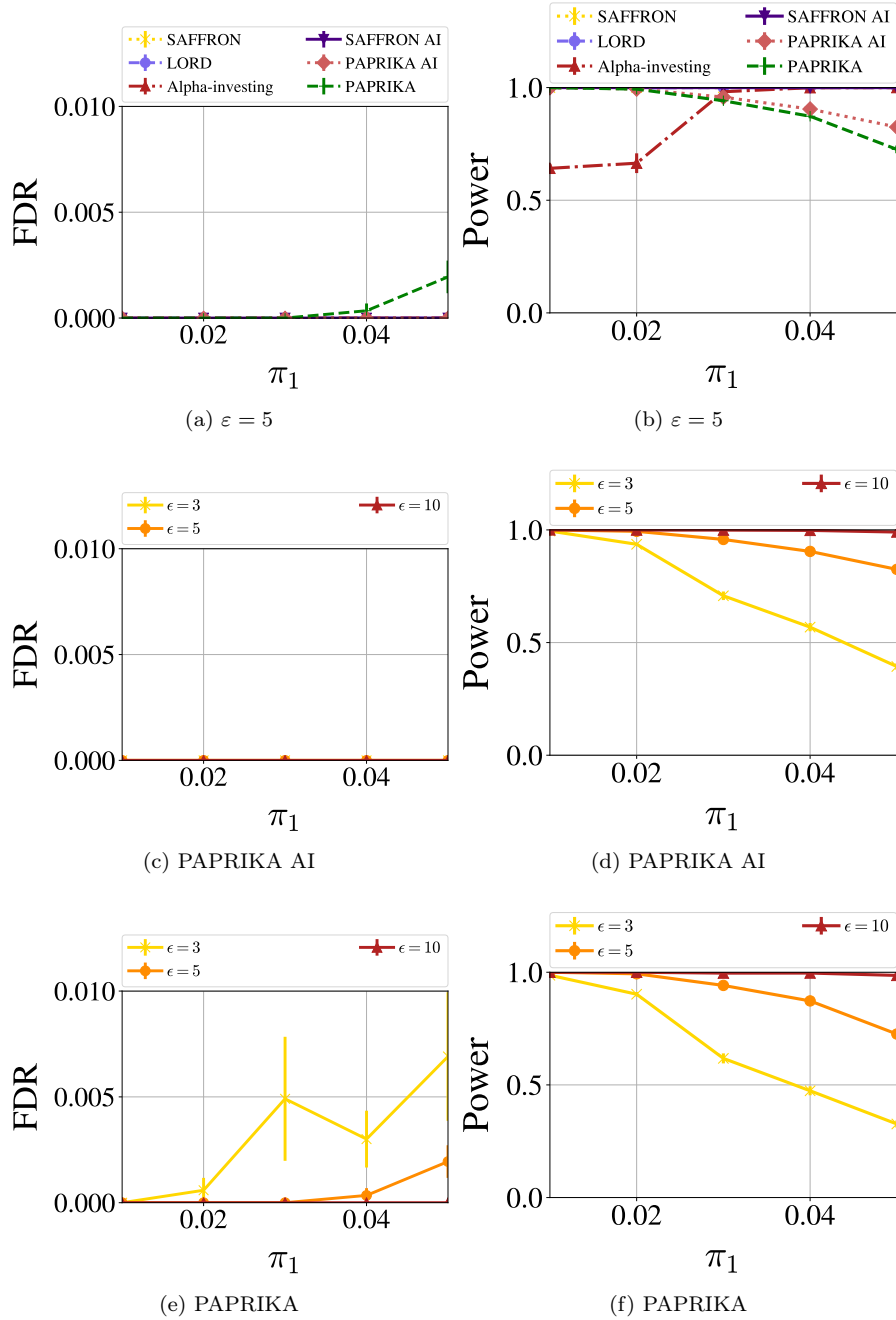 SAFFRON
LORD
Alpha-investing
SAFFRON AI
PAPRIKA AI
PAPRIKA
0.010
0.005
0.000
FDR
0.02
0.04
π₁
(a) ε = 5
SAFFRON
LORD
Alpha-investing
SAFFRON AI
PAPRIKA AI
PAPRIKA
1.0
0.5
0.0
Power
0.02
0.04
π₁
(b) ε = 5
ϵ = 3
ϵ = 5
ϵ = 10
0.010
0.005
0.000
FDR
0.02
0.04
π₁
(c) PAPRIKA AI
ϵ = 3
ϵ = 5
ϵ = 10
1.0
0.5
0.0
Power
0.02
0.04
π₁
(d) PAPRIKA AI
ϵ = 3
ϵ = 5
ϵ = 10
0.010
0.005
0.000
FDR
0.02
0.04
π₁
(e) PAPRIKA
ϵ = 3
ϵ = 5
ϵ = 10
1.0
0.5
0.0
Power
0.02
0.04
π₁
(f) PAPRIKA